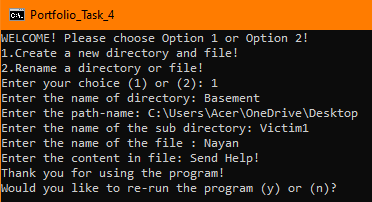 Portfolio_Task_4
WELCOME! Please choose Option 1 or Option 2!
1.Create a new directory and file!
2.Rename a directory or file!
Enter your choice (1) or (2): 1
Enter the name of directory: Basement
Enter the path-name: C:\Users\Acer\OneDrive\Desktop
Enter the name of the sub directory: Victim1
Enter the name of the file : Nayan
Enter the content in file: Send Help!
Thank you for using the program!
Would you like to re-run the program (y) or (n)?